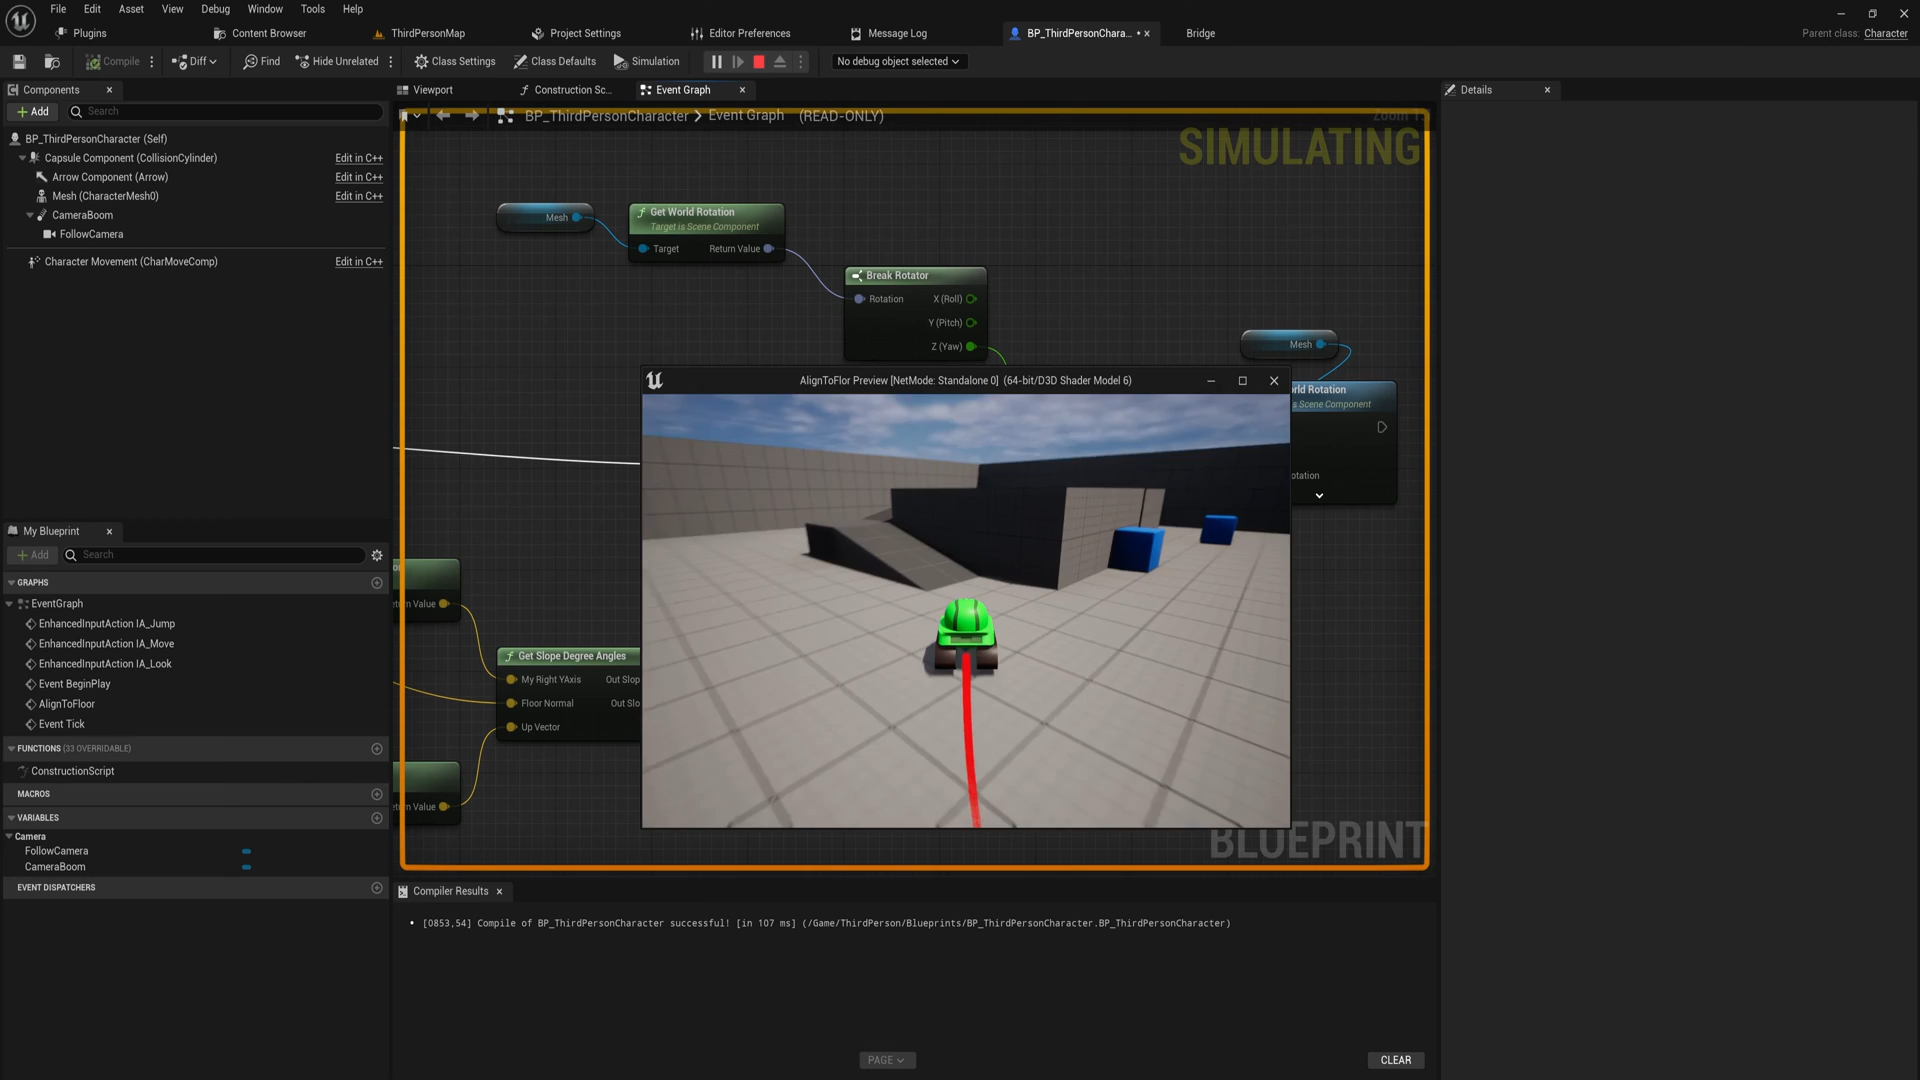 File Edit Asset View Debug Window Tools Help
Plugins Content Browser ThirdPersonMap Project Settings Editor Preferences Message Log BP_ThirdPersonChara... • Bridge
Parent class: Character
Compile Diff Find Hide Unrelated Class Settings Class Defaults Simulation No debug object selected
Components
Add Search
BP_ThirdPersonCharacter (Self)
Capsule Component (CollisionCylinder) Edit in C++
Arrow Component (Arrow) Edit in C++
Mesh (CharacterMesh0) Edit in C++
CameraBoom
FollowCamera
Character Movement (CharMoveComp) Edit in C++
My Blueprint
Add Search
GRAPHS
EventGraph
EnhancedInputAction IA_Jump
EnhancedInputAction IA_Move
EnhancedInputAction IA_Look
Event BeginPlay
AlignToFloor
Event Tick
FUNCTIONS (33 OVERRIDABLE)
ConstructionScript
MACROS
VARIABLES
Camera
FollowCamera
CameraBoom
EVENT DISPATCHERS
Viewport Construction Sc... Event Graph
BP_ThirdPersonCharacter > Event Graph (READ-ONLY)
SIMULATING
Mesh
Get World Rotation
Target is Scene Component
Target Return Value
Break Rotator
Rotation X (Roll)
Y (Pitch)
Z (Yaw)
Mesh
orld Rotation
s Scene Component
otation
AlignToFlor Preview [NetMode: Standalone 0] (64-bit/D3D Shader Model 6)
Return Value
Get Slope Degree Angles
My Right YAxis Out Slop
Floor Normal Out Slo
Up Vector
Return Value
BLUEPRINT
Compiler Results
• [0853,54] Compile of BP_ThirdPersonCharacter successful! [in 107 ms] (/Game/ThirdPerson/Blueprints/BP_ThirdPersonCharacter.BP_ThirdPersonCharacter)
PAGE CLEAR
Details